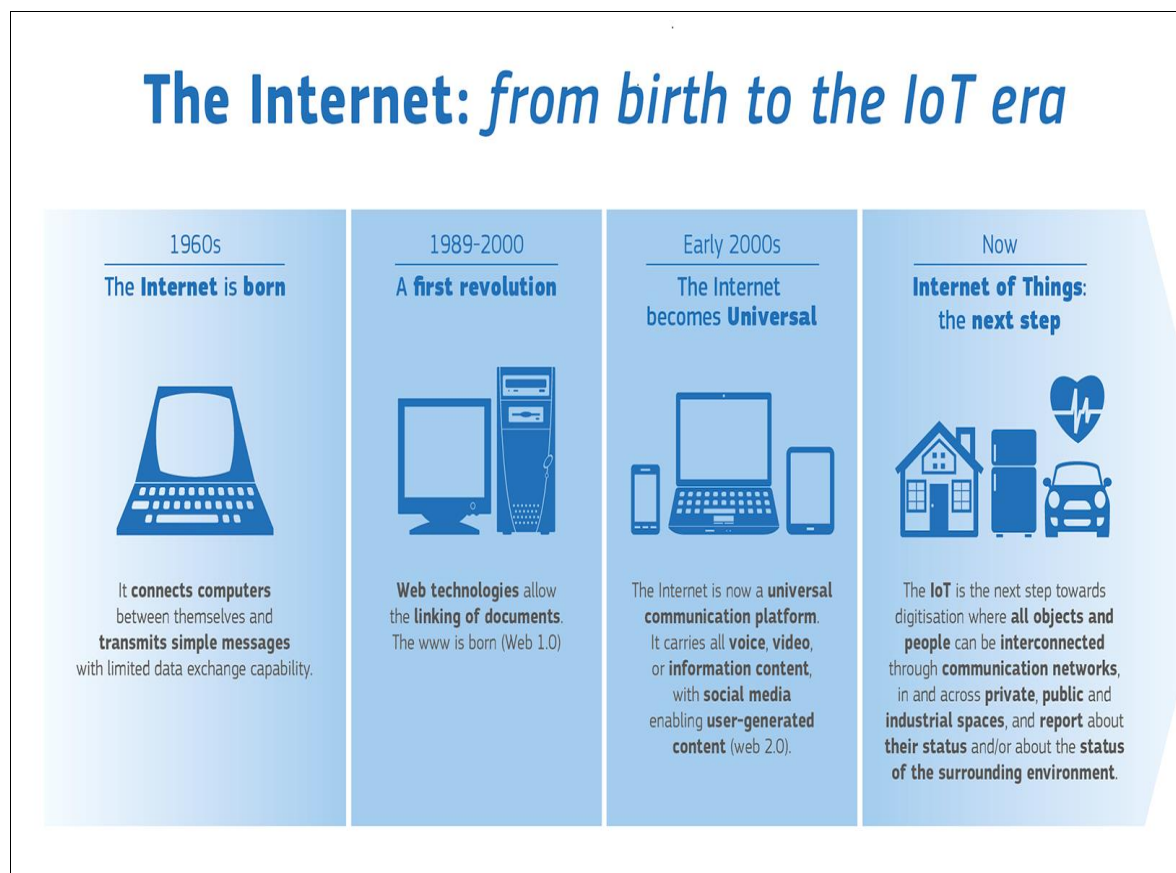 The Internet: from birth to the IoT era
1960s
The Internet is born
It connects computers
between themselves and
transmits simple messages
with limited data exchange capability.
1989-2000
A first revolution
Web technologies allow
the linking of documents.
The www is born (Web 1.0)
Early 2000s
The Internet
becomes Universal
The Internet is now a universal
communication platform.
It carries all voice, video,
or information content,
with social media
enabling user-generated
content (web 2.0).
Now
Internet of Things:
the next step
The IoT is the next step towards
digitisation where all objects and
people can be interconnected
through communication networks,
in and across private, public and
industrial spaces, and report about
their status and/or about the status
of the surrounding environment.